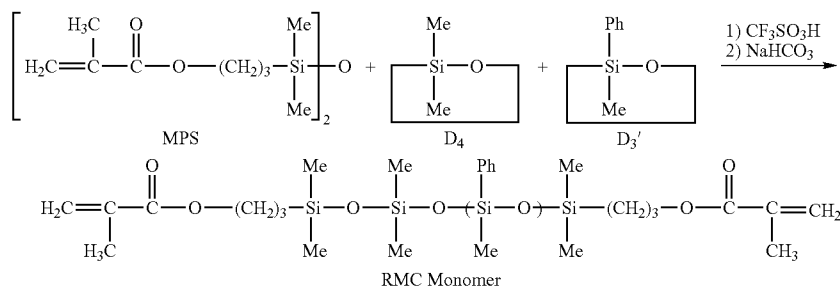 H₃C O Me Me Ph 1) CF₃SO₃H
2) NaHCO₃
H₂C C C O (CH₂)₃ Si O + Si O + Si O
Me 2 Me Me
MPS D₄ D₃′
O Me Me Ph Me O
O (CH₂)₃ Si O Si O ( Si O ) Si (CH₂)₃ O
H₃C Me Me Me Me CH₃
RMC Monomer